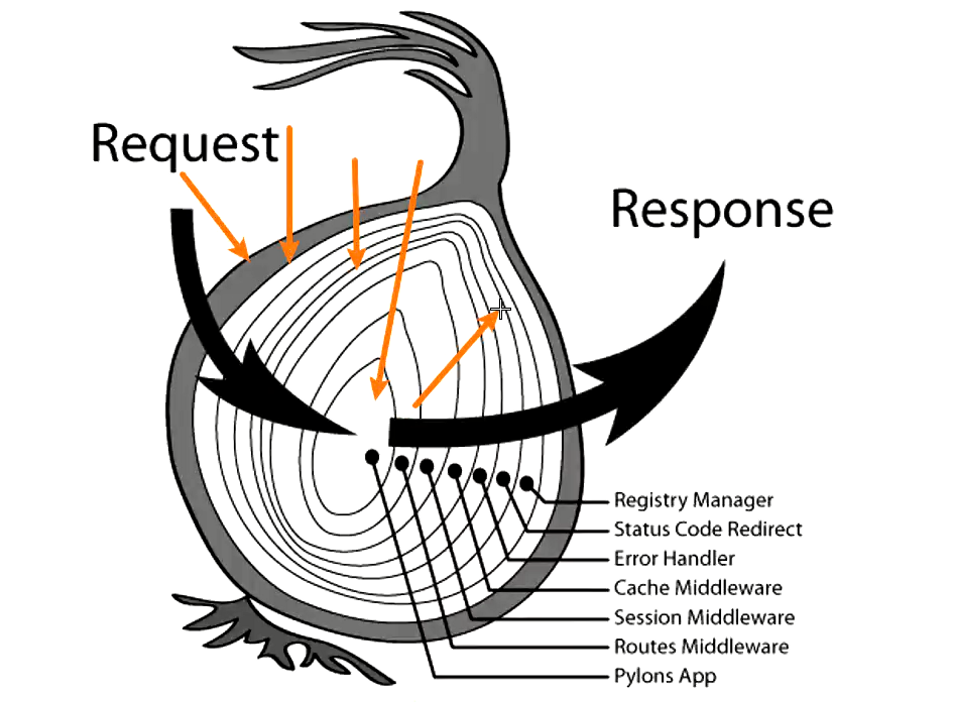 Request
Response
Registry Manager
Status Code Redirect
Error Handler
Cache Middleware
Session Middleware
Routes Middleware
Pylons App